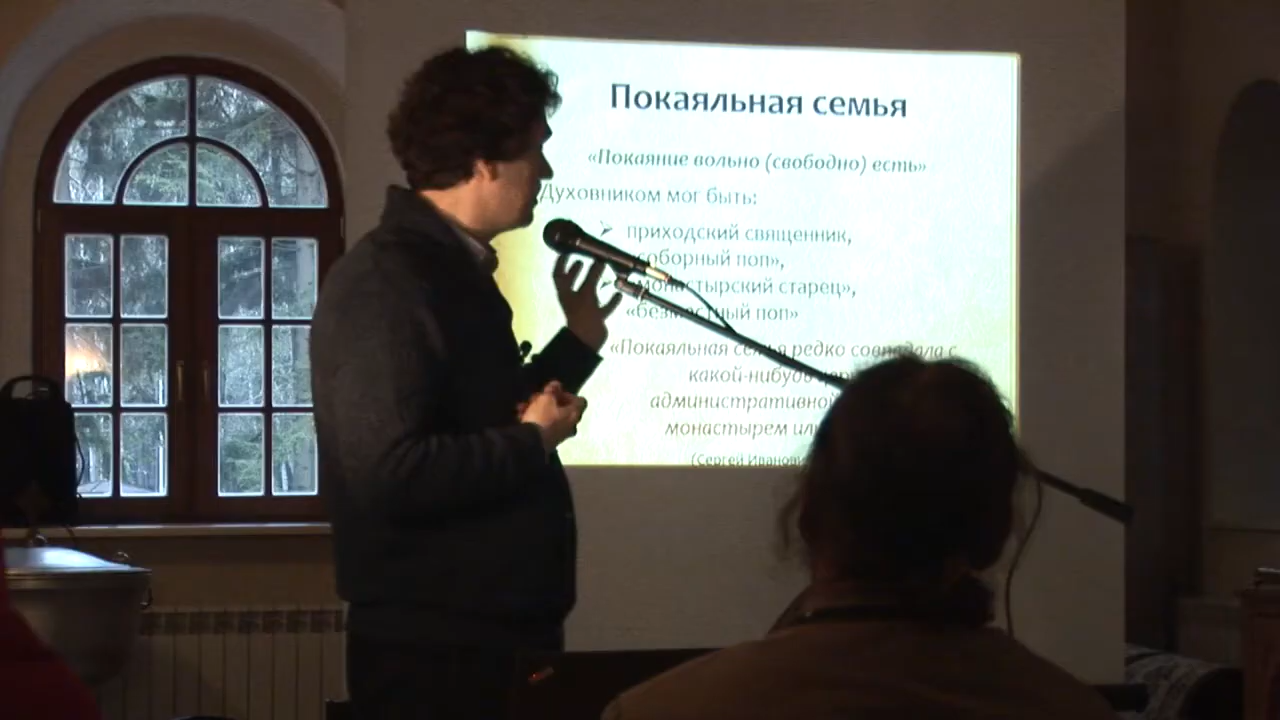 Покаяльная семья
«Покаяние вольно (свободно) есть»
Духовником мог быть:
приходский священник,
«соборный поп»,
«монастырский старец»,
«безместный поп»
«Покаяльная семья редко совпадала с
какой-нибудь
административной
монастырем или
(Сергей Иванович